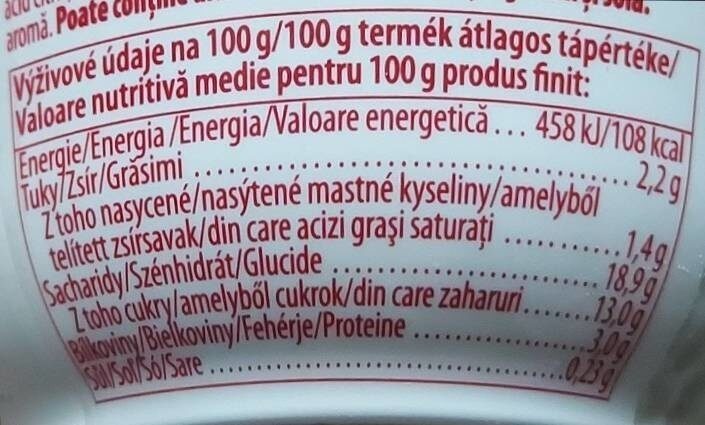 aromă. Poate
Výživové údaje na 100 g/100 g termék átlagos tápértéke/
Valoare nutritivă medie pentru 100 g produs finit:
Energie/Energia /Energia/Valoare energetică ... 458 kJ/108 kcal
Tuky/Zsír/Grăsimi ........................ 2,2 g
Z toho nasycené/nasýtené mastné kyseliny/amelyből
telített zsírsavak/din care acizi grași saturați .......... 1,4 g
Sacharidy/Szénhidrát/Glucide .................. 18,9 g
Z toho cukry/amelyből cukrok/din care zaharuri....... 13,0 g
Bílkoviny/Bielkoviny/Fehérje/Proteine ............... 3,0 g
Sůl/Soľ/Só/Sare ........................... 0,23 g